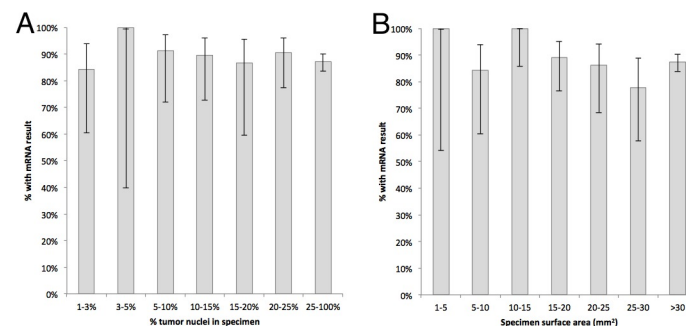 A
% with mRNA result
100%
90%
80%
70%
60%
50%
40%
30%
20%
10%
0%
1-3% 3-5% 5-10% 10-15% 15-20% 20-25% 25-100%
% tumor nuclei in specimen
B
% with mRNA result
100%
90%
80%
70%
60%
50%
40%
30%
20%
10%
0%
1-5 5-10 10-15 15-20 20-25 25-30 >30
Specimen surface area (mm²)